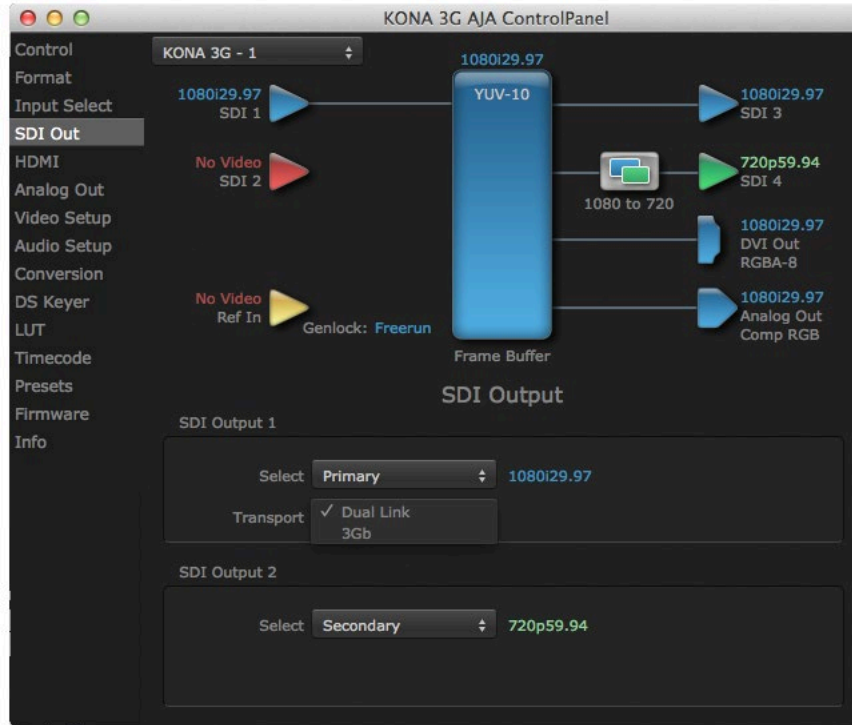 KONA 3G AJA ControlPanel
Control
Format
Input Select
SDI Out
HDMI
Analog Out
Video Setup
Audio Setup
Conversion
DS Keyer
LUT
Timecode
Presets
Firmware
Info
KONA 3G - 1
1080i29.97
YUV-10
Frame Buffer
1080i29.97
SDI 1
No Video
SDI 2
No Video
Ref In
Genlock: Freerun
1080i29.97
SDI 3
1080 to 720
720p59.94
SDI 4
1080i29.97
DVI Out
RGBA-8
1080i29.97
Analog Out
Comp RGB
SDI Output
SDI Output 1
Select Primary 1080i29.97
Transport ✓ Dual Link
3Gb
SDI Output 2
Select Secondary 720p59.94